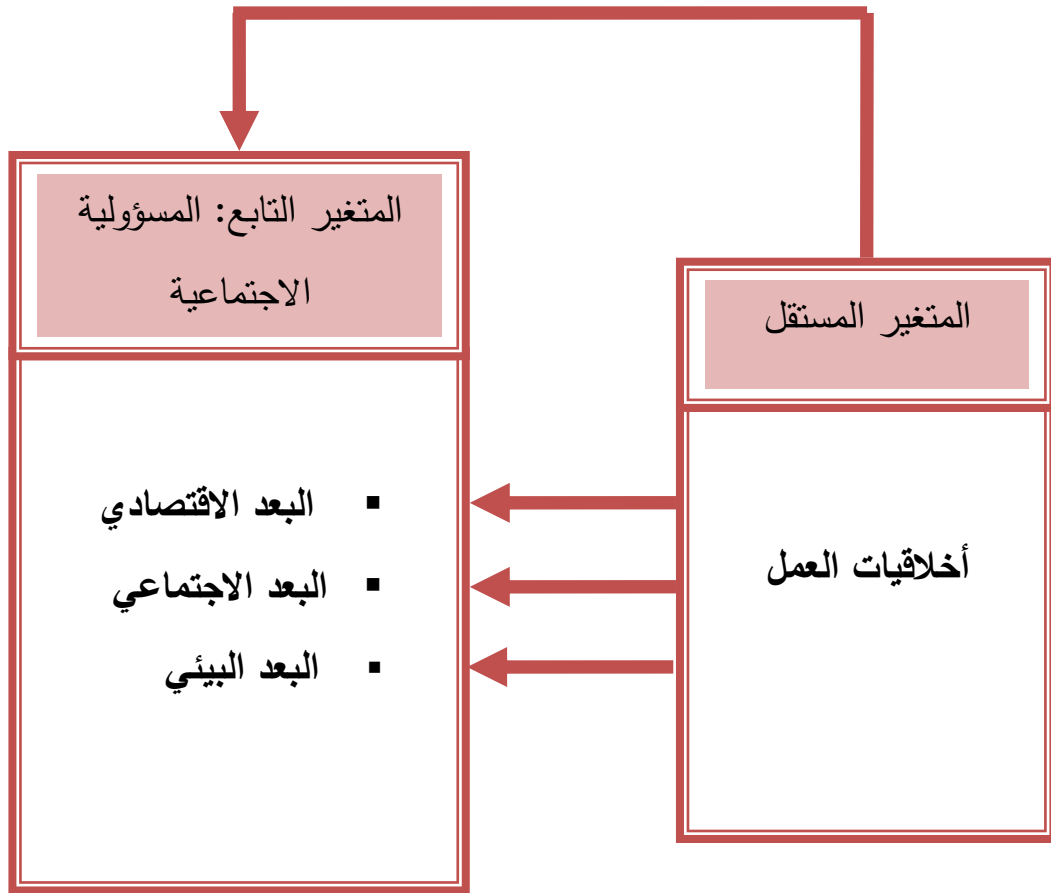 المتغير المستقل
أخلاقيات العمل
المتغير التابع: المسؤولية
الاجتماعية
▪ البعد الاقتصادي
▪ البعد الاجتماعي
▪ البعد البيئي